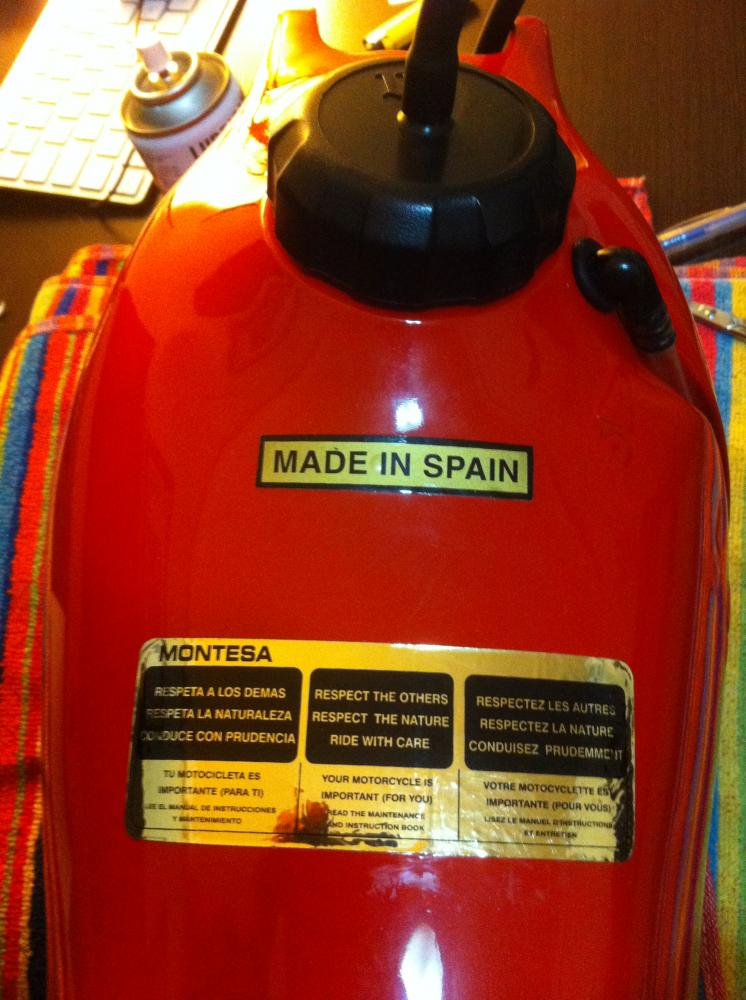 MADE IN SPAIN
MONTESA
RESPETA A LOS DEMAS
RESPETA LA NATURALEZA
CONDUCE CON PRUDENCIA
TU MOTOCICLETA ES
IMPORTANTE (PARA TI)
LEE EL MANUAL DE INSTRUCCIONES
Y MANTENIMIENTO
RESPECT THE OTHERS
RESPECT THE NATURE
RIDE WITH CARE
YOUR MOTORCYCLE IS
IMPORTANT (FOR YOU)
READ THE MAINTENANCE
AND INSTRUCTION BOOK
RESPECTEZ LES AUTRES
RESPECTEZ LA NATURE
CONDUISEZ PRUDEMMENT
VOTRE MOTOCYCLETTE EST
IMPORTANTE (POUR VOUS)
LISEZ LE MANUEL D'INSTRUCTIONS
ET ENTRETIEN